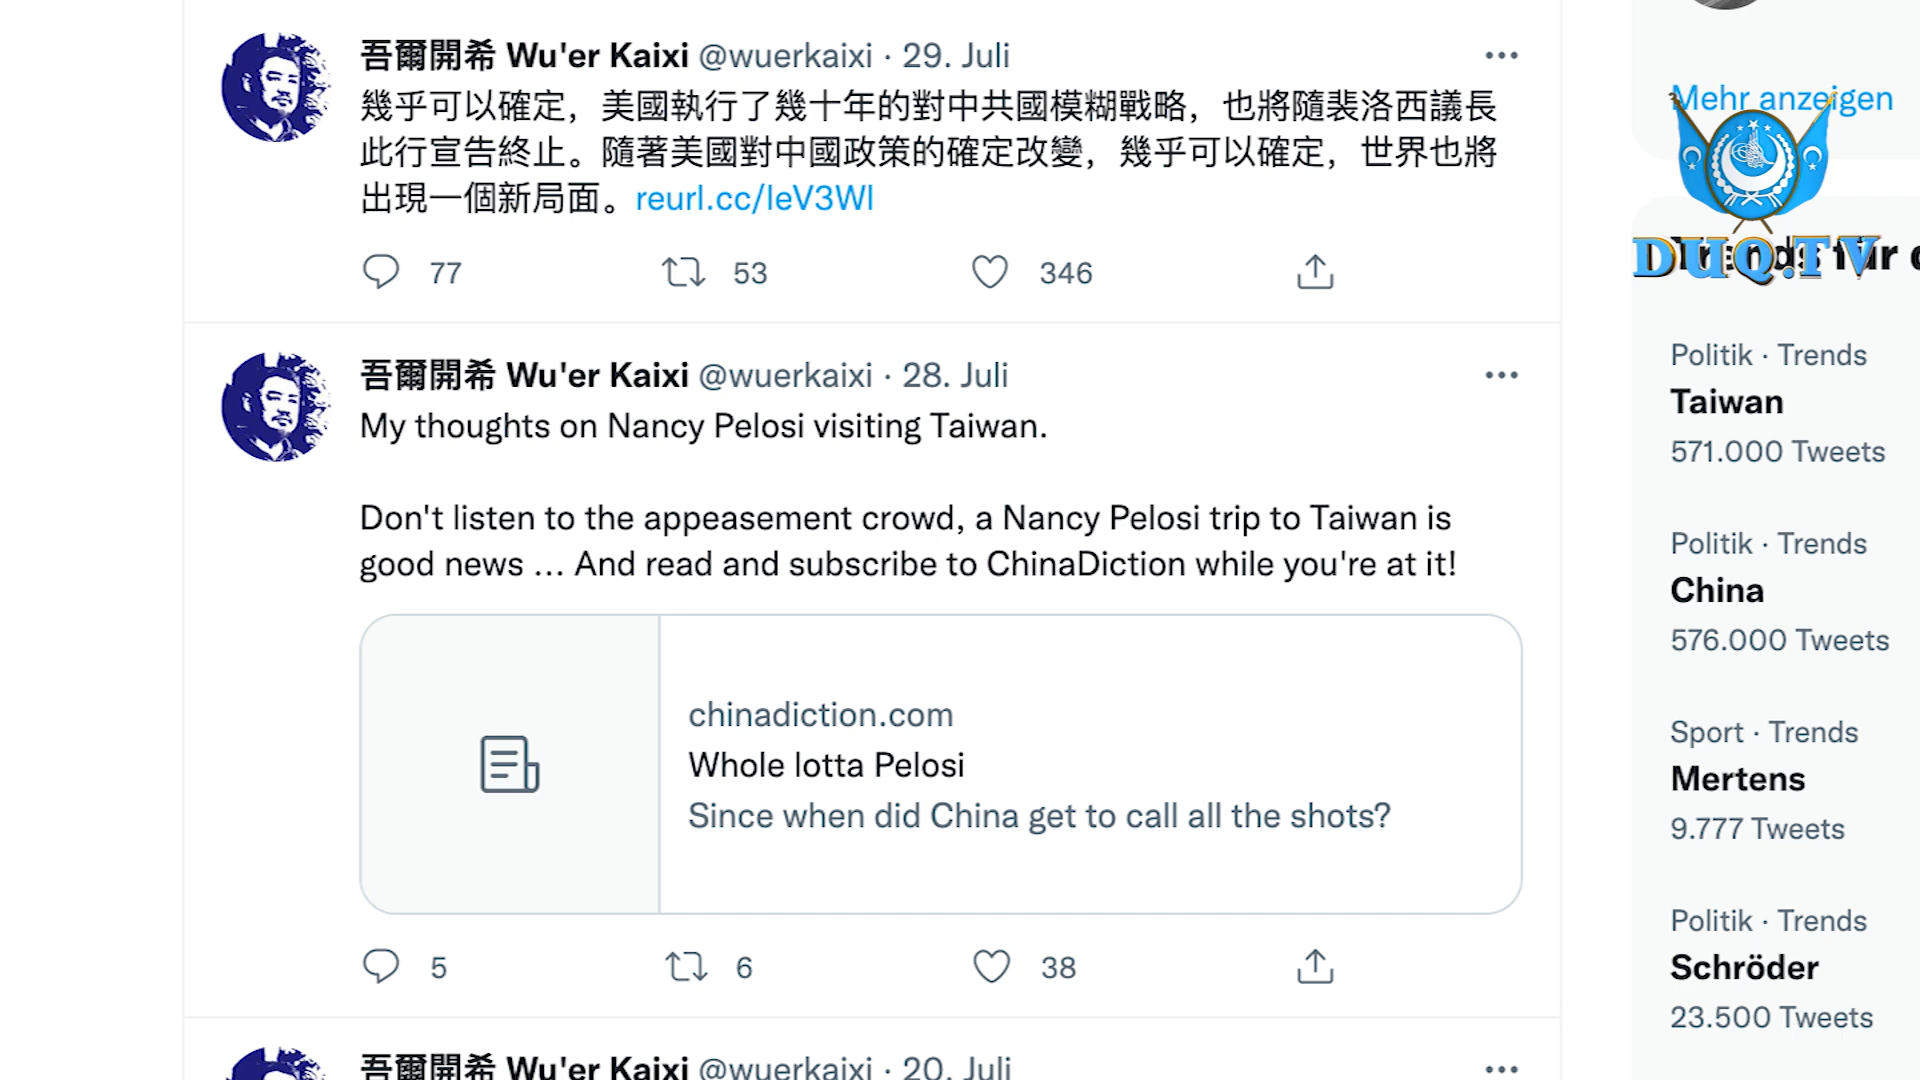 吾爾開希 Wu'er Kaixi @wuerkaixi · 29. Juli
幾乎可以確定，美國執行了幾十年的對中共國模糊戰略，也將隨裴洛西議長
此行宣告終止。隨著美國對中國政策的確定改變，幾乎可以確定，世界也將
出現一個新局面。reurl.cc/leV3Wl
77 53 346
吾爾開希 Wu'er Kaixi @wuerkaixi · 28. Juli
My thoughts on Nancy Pelosi visiting Taiwan.
Don't listen to the appeasement crowd, a Nancy Pelosi trip to Taiwan is
good news ... And read and subscribe to ChinaDiction while you're at it!
chinadiction.com
Whole lotta Pelosi
Since when did China get to call all the shots?
5 6 38
吾爾開希 Wu'er Kaixi @wuerkaixi · 20. Juli
Mehr anzeigen
DUQ.TV
Trends für
Politik · Trends
Taiwan
571.000 Tweets
Politik · Trends
China
576.000 Tweets
Sport · Trends
Mertens
9.777 Tweets
Politik · Trends
Schröder
23.500 Tweets